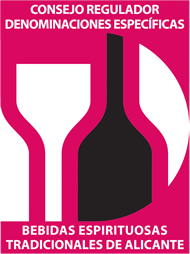 CONSEJO REGULADOR
DENOMINACIONES ESPECÍFICAS
BEBIDAS ESPIRITUOSAS
TRADICIONALES DE ALICANTE